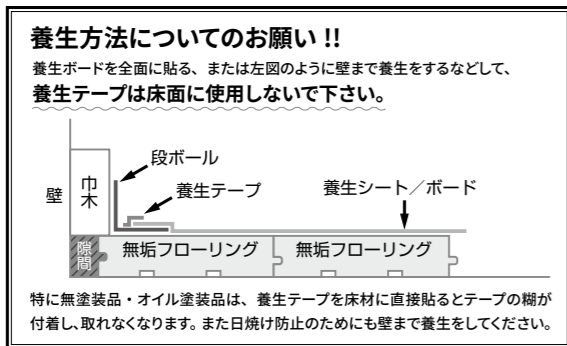 養生方法についてのお願い!!
養生ボードを全面に貼る、または左図のように壁まで養生をするなどして、
養生テープは床面に使用しないで下さい。
段ボール
養生テープ
養生シート／ボード
壁
巾木
隙間
無垢フローリング
無垢フローリング
特に無塗装品・オイル塗装品は、養生テープを床材に直接貼るとテープの糊が
付着し、取れなくなります。また日焼け防止のためにも壁まで養生をしてください。